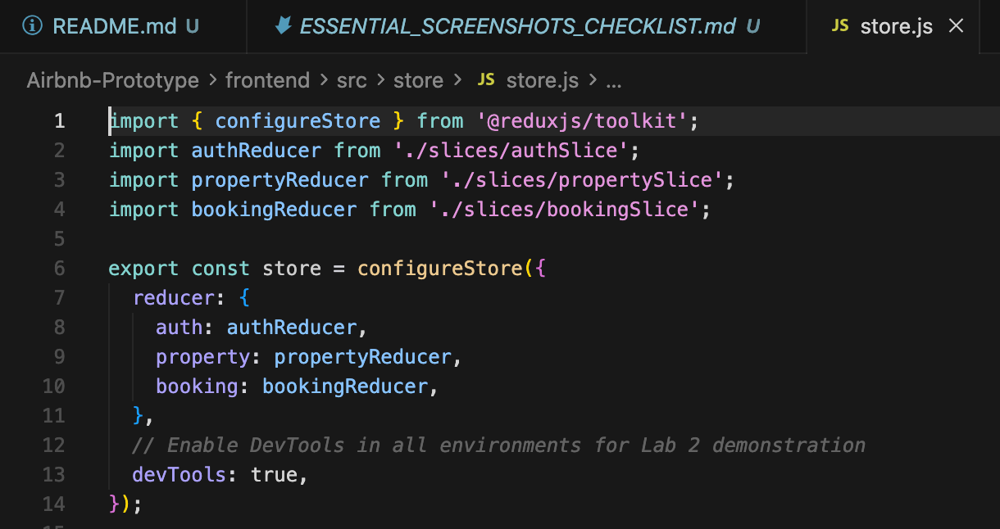 README.md U ESSENTIAL_SCREENSHOTS_CHECKLIST.md U JS store.js
Airbnb-Prototype > frontend > src > store > JS store.js > ...
1 import { configureStore } from '@reduxjs/toolkit';
2 import authReducer from './slices/authSlice';
3 import propertyReducer from './slices/propertySlice';
4 import bookingReducer from './slices/bookingSlice';
5
6 export const store = configureStore({
7   reducer: {
8     auth: authReducer,
9     property: propertyReducer,
10     booking: bookingReducer,
11   },
12   // Enable DevTools in all environments for Lab 2 demonstration
13   devTools: true,
14 });
15